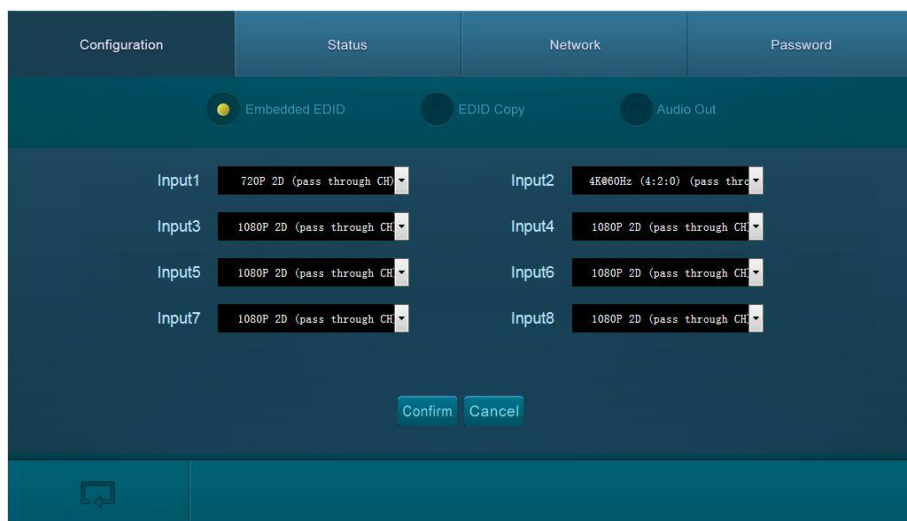 Configuration Status Network Password
Embedded EDID EDID Copy Audio Out
Input1 720P 2D (pass through CH) Input2 4K@60Hz (4:2:0) (pass thrc
Input3 1080P 2D (pass through CH) Input4 1080P 2D (pass through CH)
Input5 1080P 2D (pass through CH) Input6 1080P 2D (pass through CH)
Input7 1080P 2D (pass through CH) Input8 1080P 2D (pass through CH)
Confirm Cancel